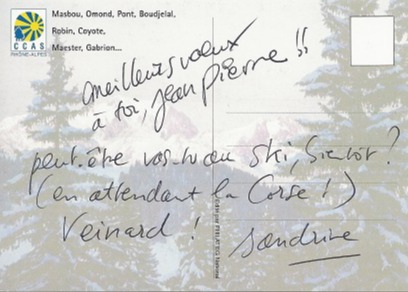 Masbou, Omond, Pont, Boudjelal,
Robin, Coyote,
Maester, Gabrion...
CCAS
RHÔNE-ALPES
meilleurs vœux
à toi, Jean Pierre !!
peut-être vas-tu au ski, bientôt ?
(en attendant la Corse !)
Veinard !
Sandrine